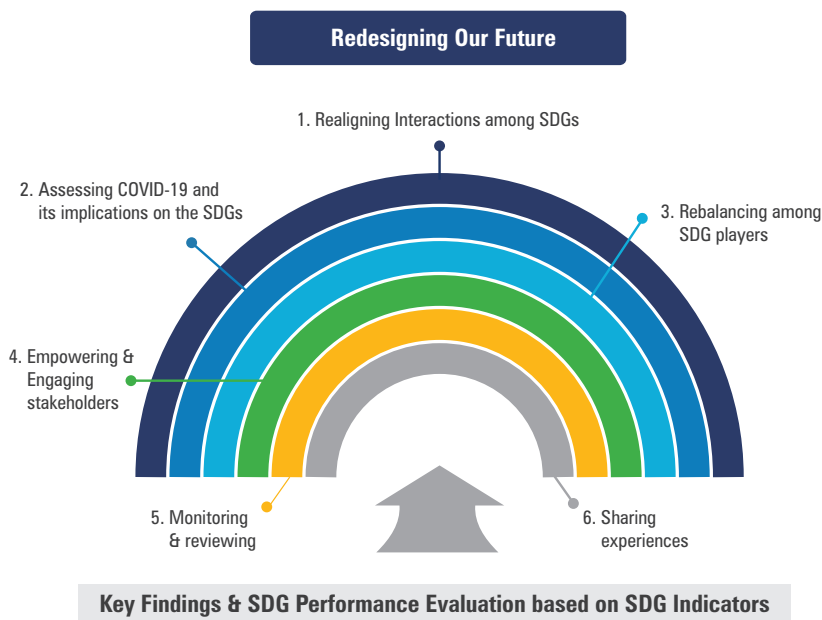 Redesigning Our Future
1. Realigning Interactions among SDGs
2. Assessing COVID-19 and
its implications on the SDGs
3. Rebalancing among
SDG players
4. Empowering &
Engaging
stakeholders
5. Monitoring
& reviewing
6. Sharing
experiences
Key Findings & SDG Performance Evaluation based on SDG Indicators